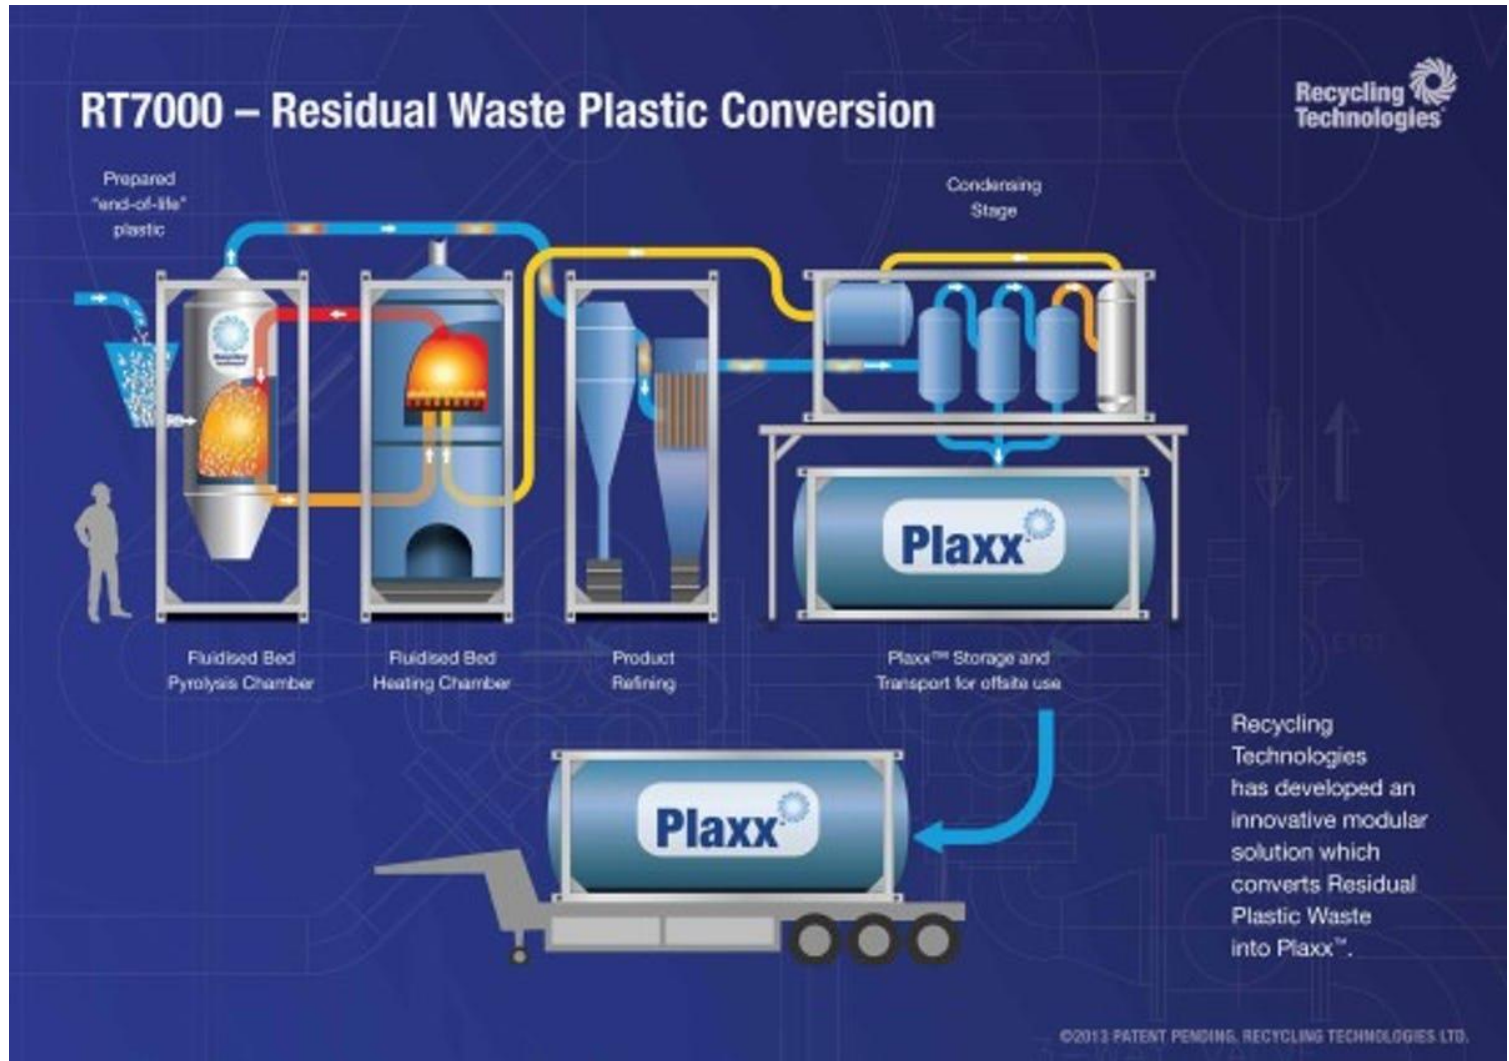 RT7000 – Residual Waste Plastic Conversion
Recycling
Technologies
Prepared
"end-of-life"
plastic
Condensing
Stage
Plaxx
Fluidised Bed
Pyrolysis Chamber
Fluidised Bed
Heating Chamber
Product
Refining
Plaxx™ Storage and
Transport for offsite use
Plaxx
Recycling
Technologies
has developed an
innovative modular
solution which
converts Residual
Plastic Waste
into Plaxx™.
©2013 PATENT PENDING. RECYCLING TECHNOLOGIES LTD.